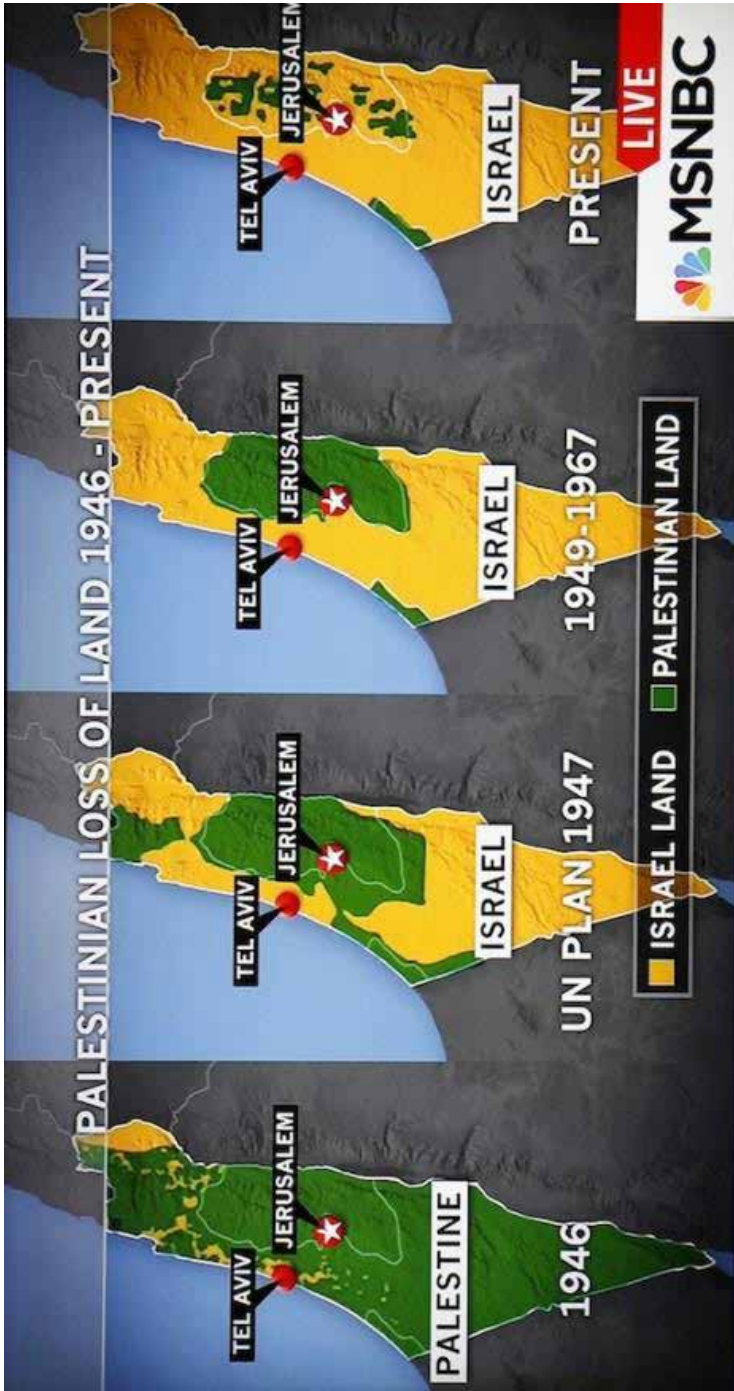 PALESTINIAN LOSS OF LAND 1946 - PRESENT
TEL AVIV
JERUSALEM
PALESTINE
1946
TEL AVIV
JERUSALEM
ISRAEL
UN PLAN 1947
TEL AVIV
JERUSALEM
ISRAEL
1949-1967
TEL AVIV
JERUSALEM
ISRAEL
PRESENT
ISRAEL LAND
PALESTINIAN LAND
LIVE
MSNBC